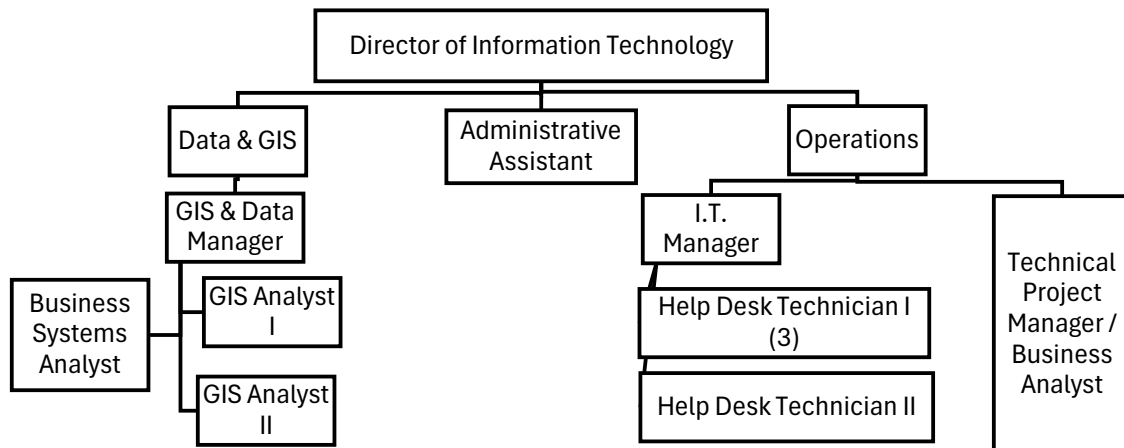 Director of Information Technology
Data & GIS
Administrative
Assistant
Operations
GIS & Data
Manager
I.T.
Manager
Business
Systems
Analyst
GIS Analyst
I
GIS Analyst
II
Help Desk Technician I
(3)
Help Desk Technician II
Technical
Project
Manager /
Business
Analyst